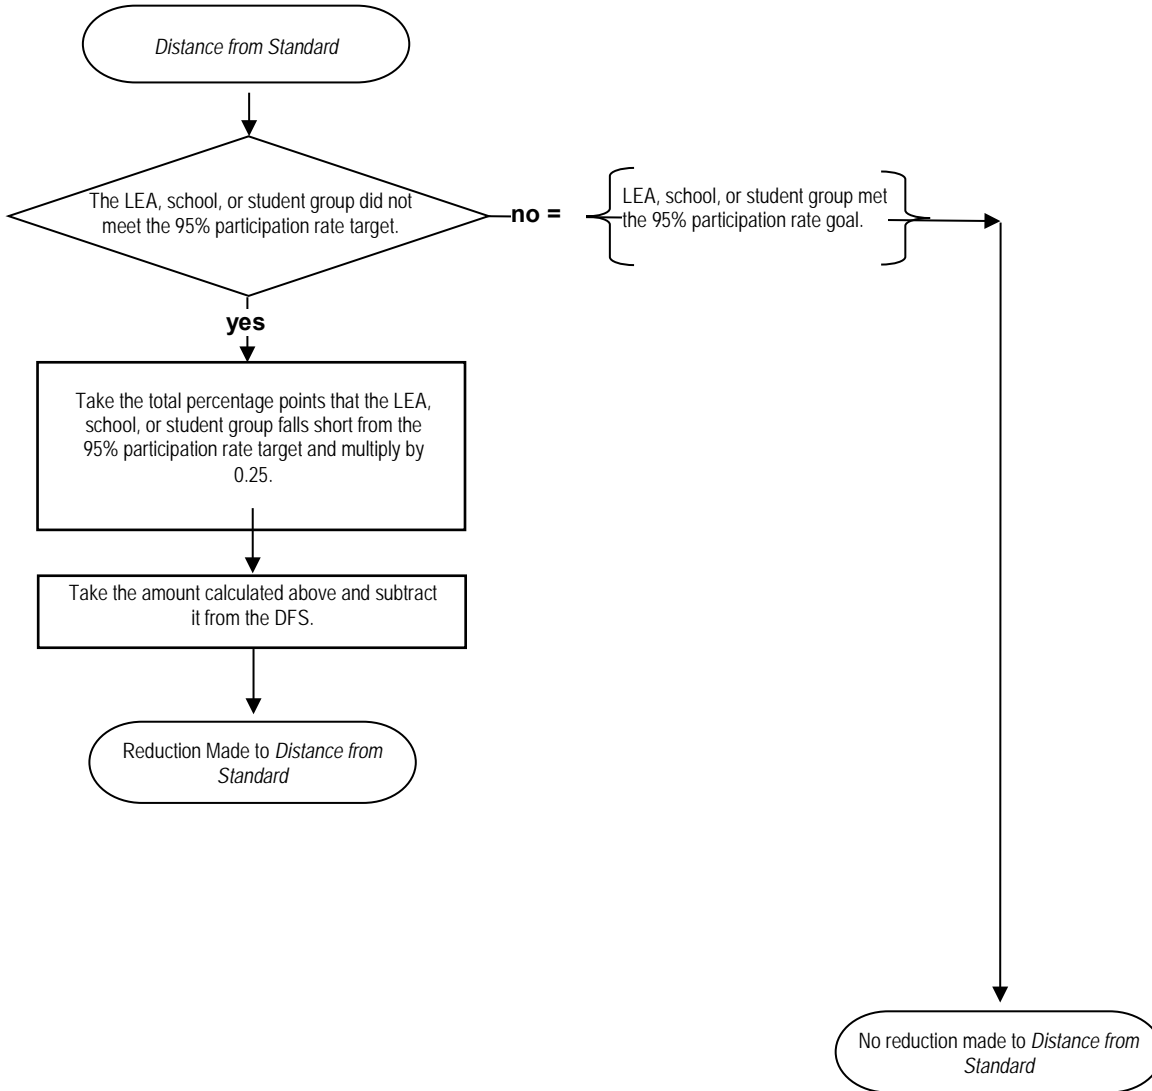 Distance from Standard
The LEA, school, or student group did not
meet the 95% participation rate target.
no =
LEA, school, or student group met
the 95% participation rate goal.
yes
Take the total percentage points that the LEA,
school, or student group falls short from the
95% participation rate target and multiply by
0.25.
Take the amount calculated above and subtract
it from the DFS.
Reduction Made to Distance from
Standard
No reduction made to Distance from
Standard